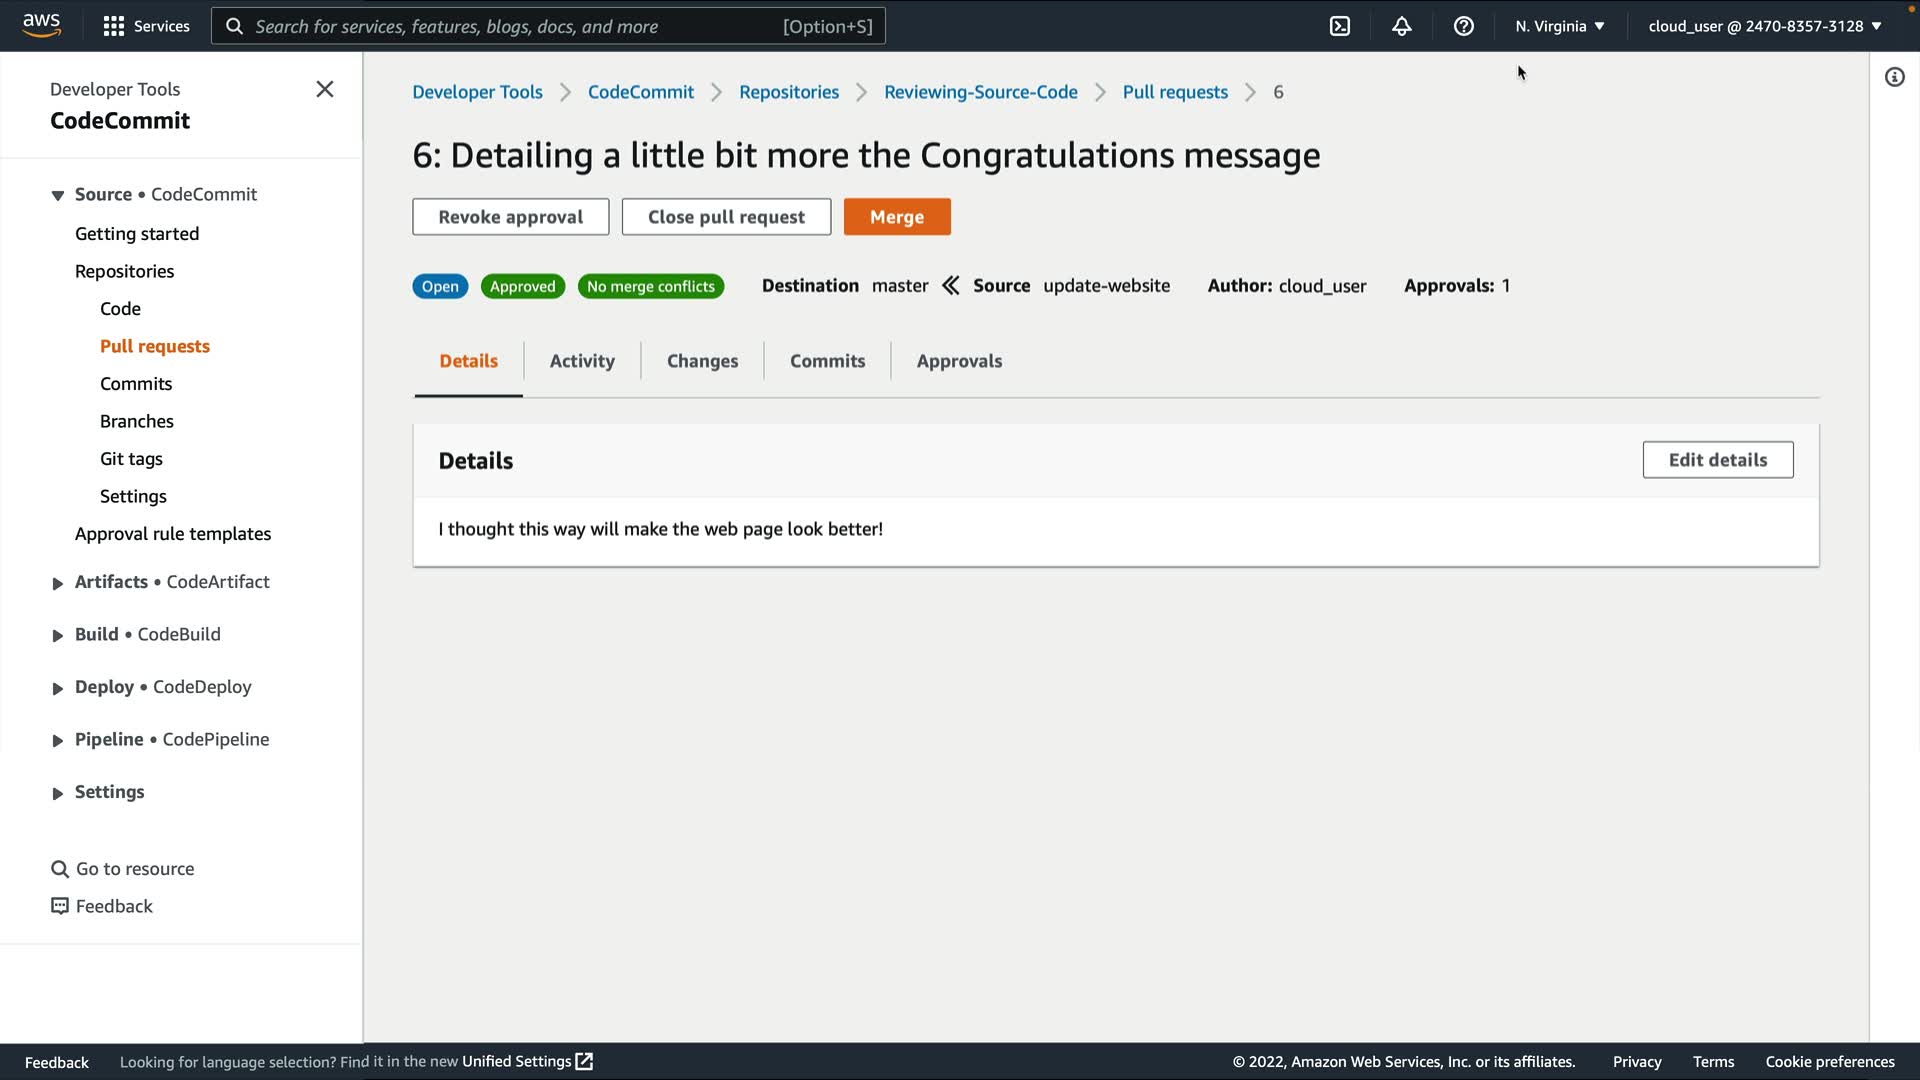 aws
Services
Search for services, features, blogs, docs, and more [Option+S]
N. Virginia ▼
cloud_user @ 2470-8357-3128 ▼
Developer Tools
CodeCommit
Source • CodeCommit
Getting started
Repositories
Code
Pull requests
Commits
Branches
Git tags
Settings
Approval rule templates
Artifacts • CodeArtifact
Build • CodeBuild
Deploy • CodeDeploy
Pipeline • CodePipeline
Settings
Go to resource
Feedback
Developer Tools > CodeCommit > Repositories > Reviewing-Source-Code > Pull requests > 6
6: Detailing a little bit more the Congratulations message
Revoke approval Close pull request Merge
Open Approved No merge conflicts Destination master Source update-website Author: cloud_user Approvals: 1
Details Activity Changes Commits Approvals
Details
Edit details
I thought this way will make the web page look better!
Feedback Looking for language selection? Find it in the new Unified Settings
© 2022, Amazon Web Services, Inc. or its affiliates. Privacy Terms Cookie preferences